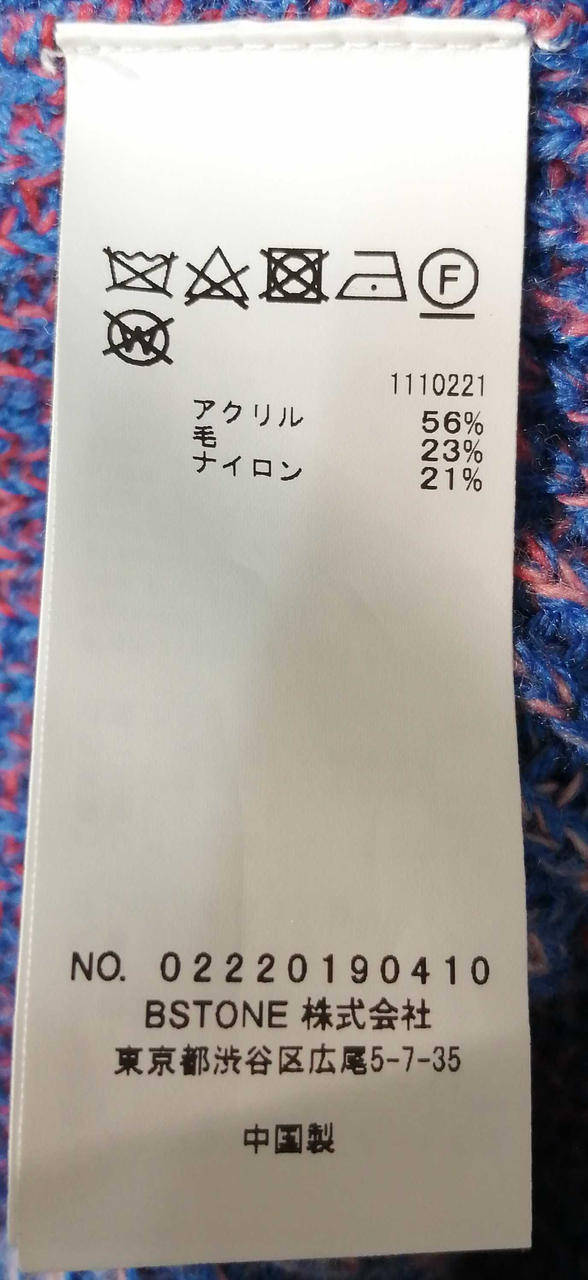 F
W
1110221
アクリル 56%
毛 23%
ナイロン 21%
NO. 02220190410
BSTONE 株式会社
東京都渋谷区広尾5-7-35
中国製